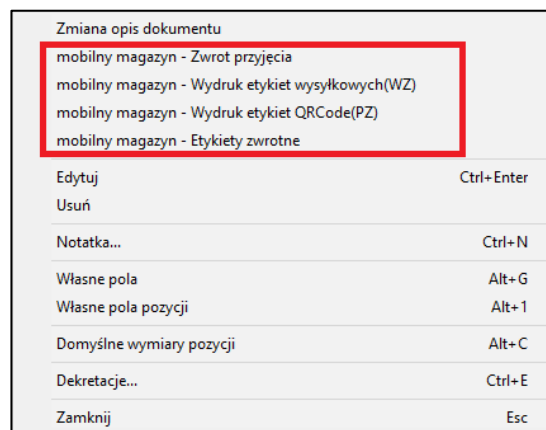 Zmiana opis dokumentu
mobilny magazyn - Zwrot przyjęcia
mobilny magazyn - Wydruk etykiet wysyłkowych(WZ)
mobilny magazyn - Wydruk etykiet QRCode(PZ)
mobilny magazyn - Etykiety zwrotne
Edytuj Ctrl+Enter
Usuń
Notatka... Ctrl+N
Własne pola Alt+G
Własne pola pozycji Alt+1
Domyślne wymiary pozycji Alt+C
Dekretacje... Ctrl+E
Zamknij Esc